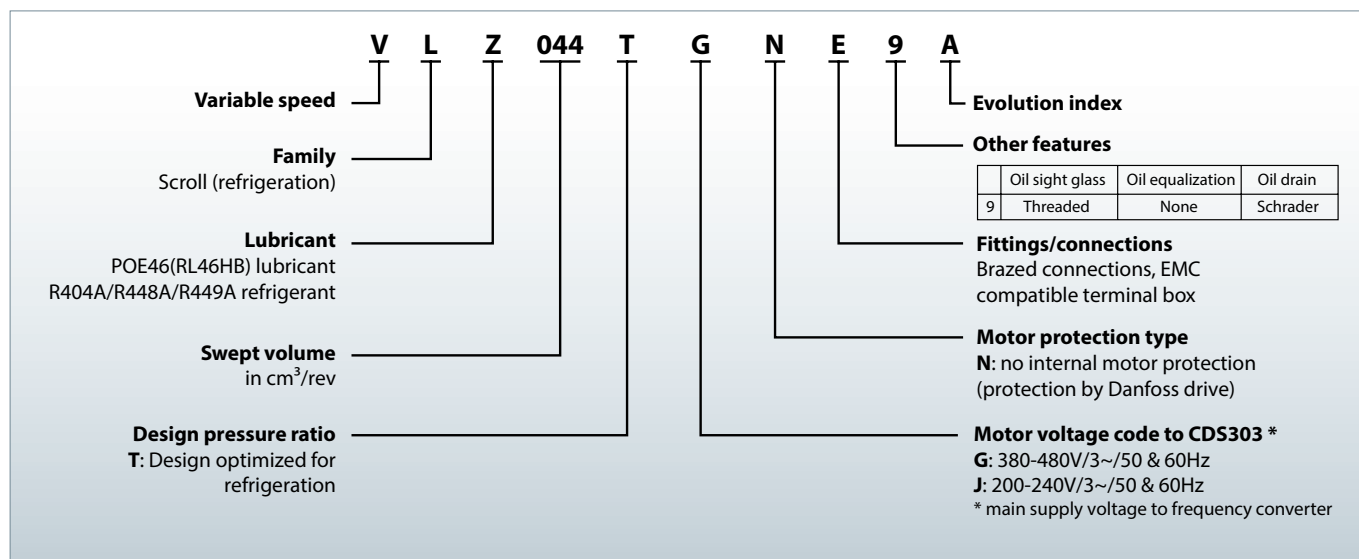 V L Z 044 T G N E 9 A
Variable speed
Family
Scroll (refrigeration)
Lubricant
POE46(RL46HB) lubricant
R404A/R448A/R449A refrigerant
Swept volume
in cm³/rev
Design pressure ratio
T: Design optimized for
refrigeration
Evolution index
Other features
Oil sight glass Oil equalization Oil drain
9 Threaded None Schrader
Fittings/connections
Brazed connections, EMC
compatible terminal box
Motor protection type
N: no internal motor protection
(protection by Danfoss drive)
Motor voltage code to CDS303 *
G: 380-480V/3~/50 & 60Hz
J: 200-240V/3~/50 & 60Hz
* main supply voltage to frequency converter